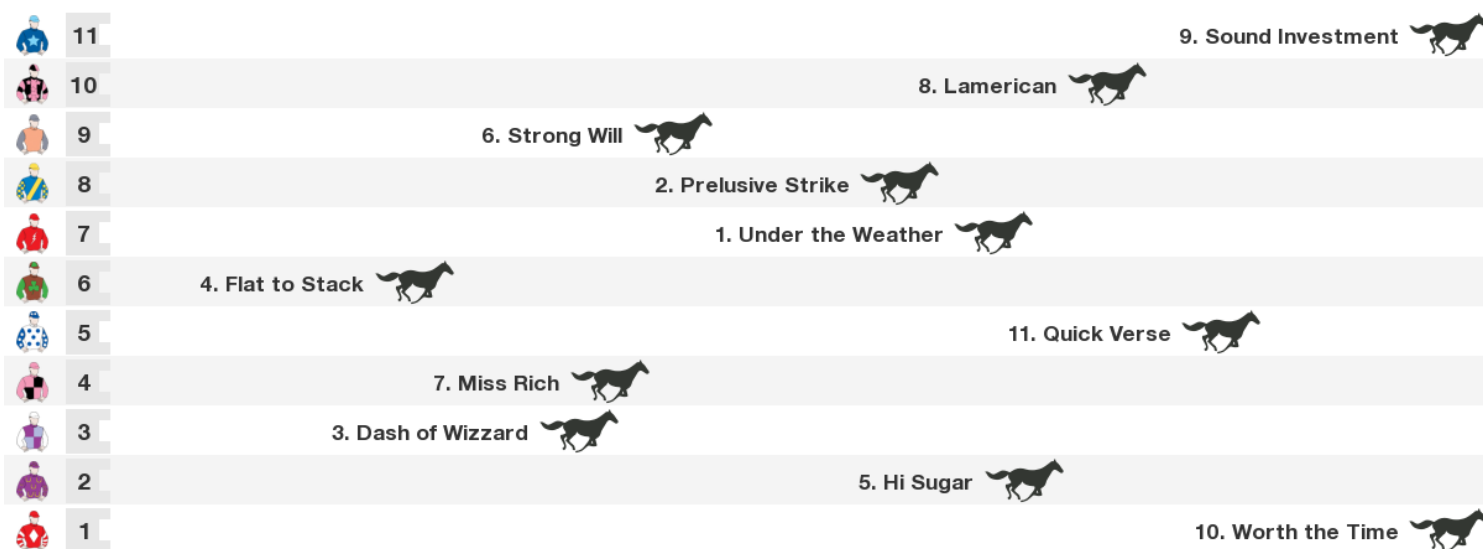 11 9. Sound Investment
10 8. Lamerican
9 6. Strong Will
8 2. Prelusive Strike
7 1. Under the Weather
6 4. Flat to Stack
5 11. Quick Verse
4 7. Miss Rich
3 3. Dash of Wizzard
2 5. Hi Sugar
1 10. Worth the Time